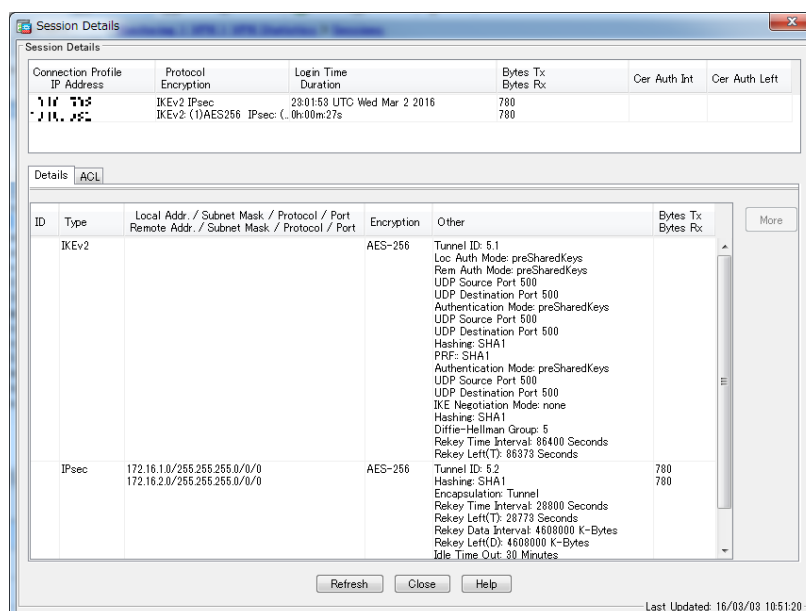 Session Details
Session Details
Connection Profile
IP Address
Protocol
Encryption
Login Time
Duration
Bytes Tx
Bytes Rx
Cer Auth Int
Cer Auth Left
IKEv2 IPsec
IKEv2: (1)AES256 IPsec: (...
23:01:53 UTC Wed Mar 2 2016
0h:00m:27s
780
780
Details
ACL
ID
Type
Local Addr. / Subnet Mask / Protocol / Port
Remote Addr. / Subnet Mask / Protocol / Port
Encryption
Other
Bytes Tx
Bytes Rx
More
IKEv2
AES-256
Tunnel ID: 5.1
Loc Auth Mode: preSharedKeys
Rem Auth Mode: preSharedKeys
UDP Source Port 500
UDP Destination Port 500
Authentication Mode: preSharedKeys
UDP Source Port 500
UDP Destination Port 500
Hashing: SHA1
PRF:: SHA1
Authentication Mode: preSharedKeys
UDP Source Port 500
UDP Destination Port 500
IKE Negotiation Mode: none
Hashing: SHA1
Diffie-Hellman Group: 5
Rekey Time Interval: 86400 Seconds
Rekey Left(T): 86373 Seconds
IPsec
172.16.1.0/255.255.255.0/0/0
172.16.2.0/255.255.255.0/0/0
AES-256
Tunnel ID: 5.2
Hashing: SHA1
Encapsulation: Tunnel
Rekey Time Interval: 28800 Seconds
Rekey Left(T): 28773 Seconds
Rekey Data Interval: 4608000 K-Bytes
Rekey Left(D): 4608000 K-Bytes
Idle Time Out: 30 Minutes
780
780
Refresh
Close
Help
Last Updated: 16/03/03 10:51:20